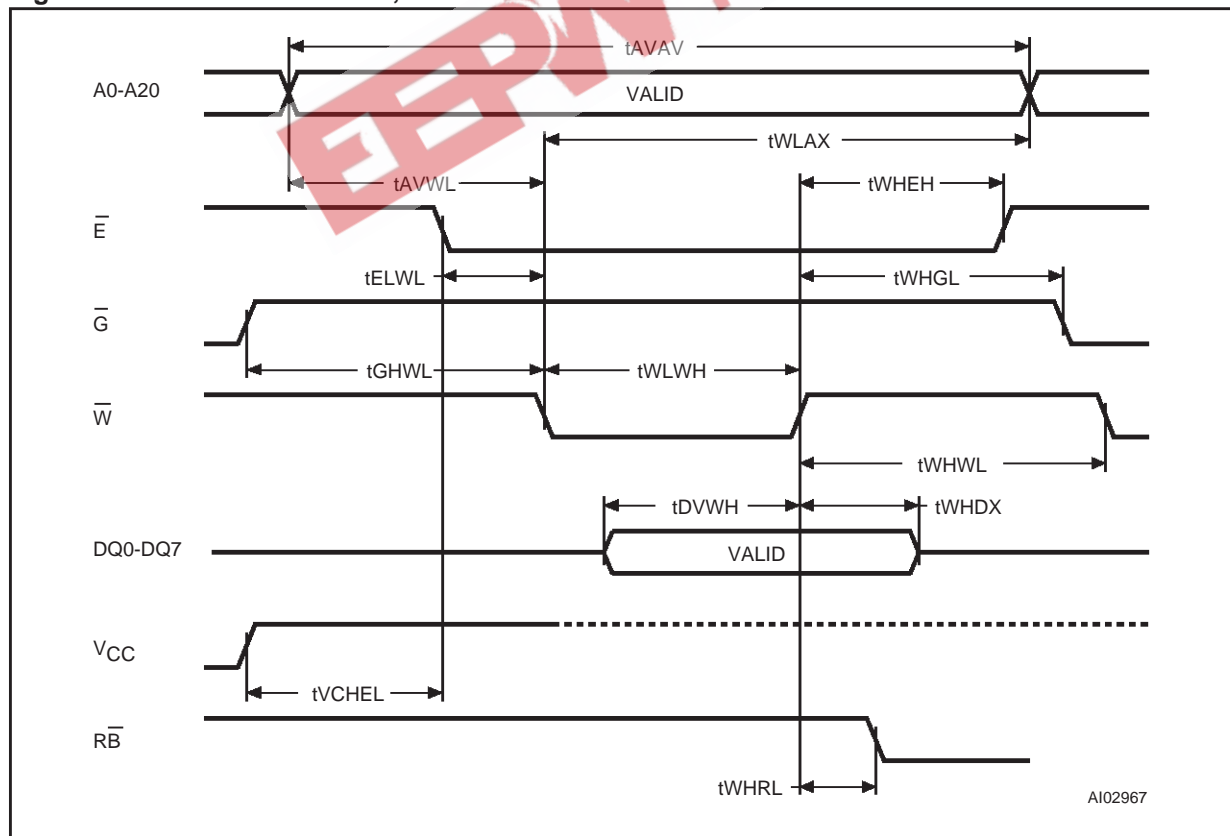 tAVAV
A0-A20 VALID
tWLAX
tAVWL tWHEH
E̅
tELWL tWHGL
G̅
tGHWL tWLWH
W̅
tWHWL
tDVWH tWHDX
DQ0-DQ7 VALID
VCC
tVCHEL
RB̅
tWHRL
AI02967